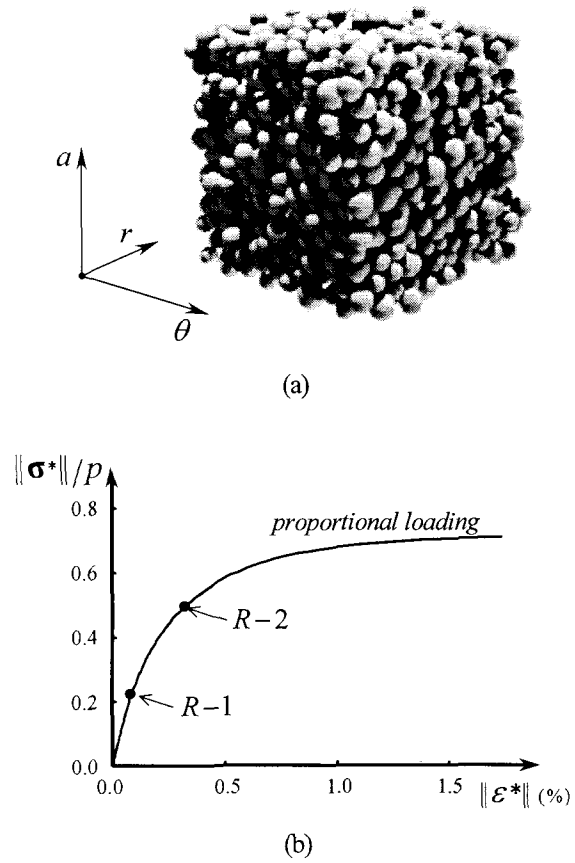 a
r
θ
(a)
‖σ*‖/p
0.8
proportional loading
0.6
R-2
0.4
0.2
R-1
0.0
0.0 0.5 1.0 1.5
‖ε*‖ (%)
(b)